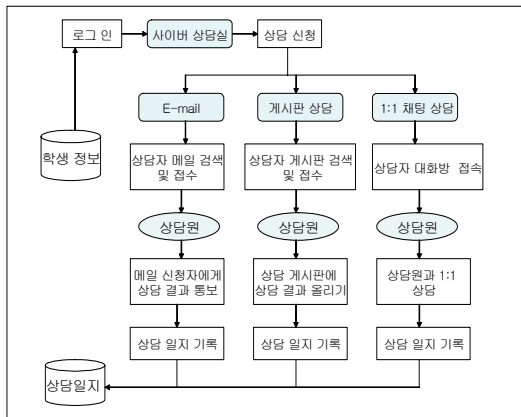 로그 인
사이버 상담실
상담 신청
E-mail
게시판 상담
1:1 채팅 상담
학생 정보
상담자 메일 검색
및 접수
상담자 게시판 검색
및 접수
상담자 대화방 접속
상담원
상담원
상담원
메일 신청자에게
상담 결과 통보
상담 게시판에
상담 결과 올리기
상담원과 1:1
상담
상담 일지 기록
상담 일지 기록
상담 일지 기록
상담일지